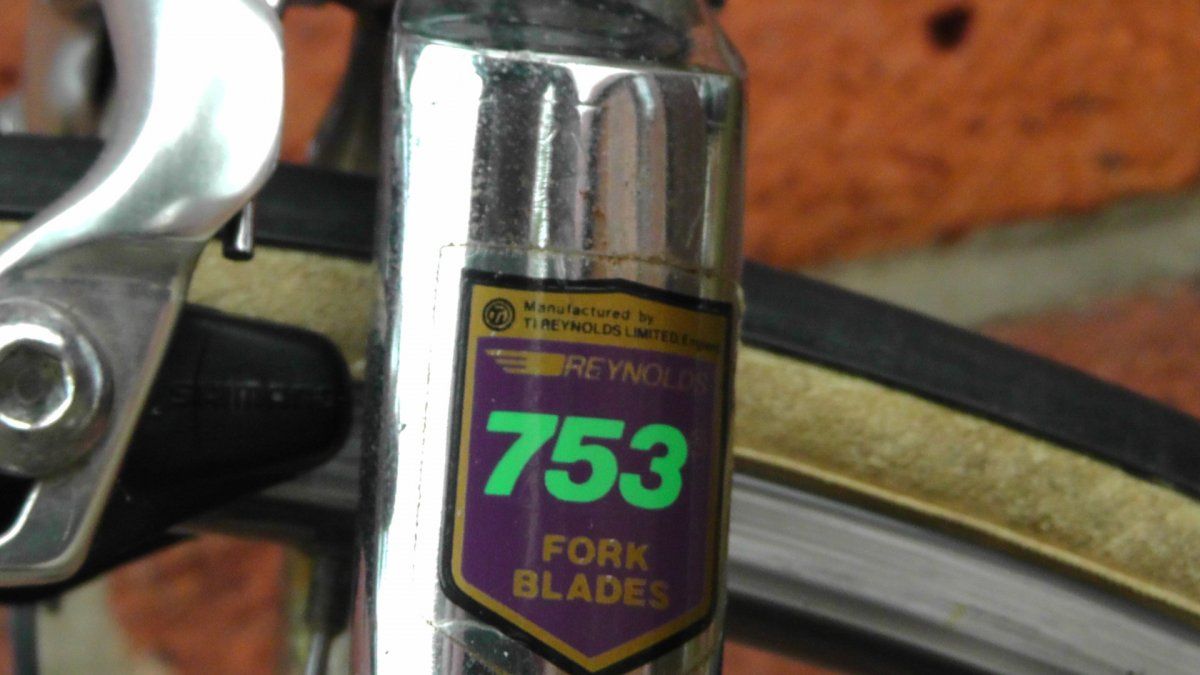 Manufactured by
TI REYNOLDS LIMITED, England
REYNOLDS
753
FORK
BLADES